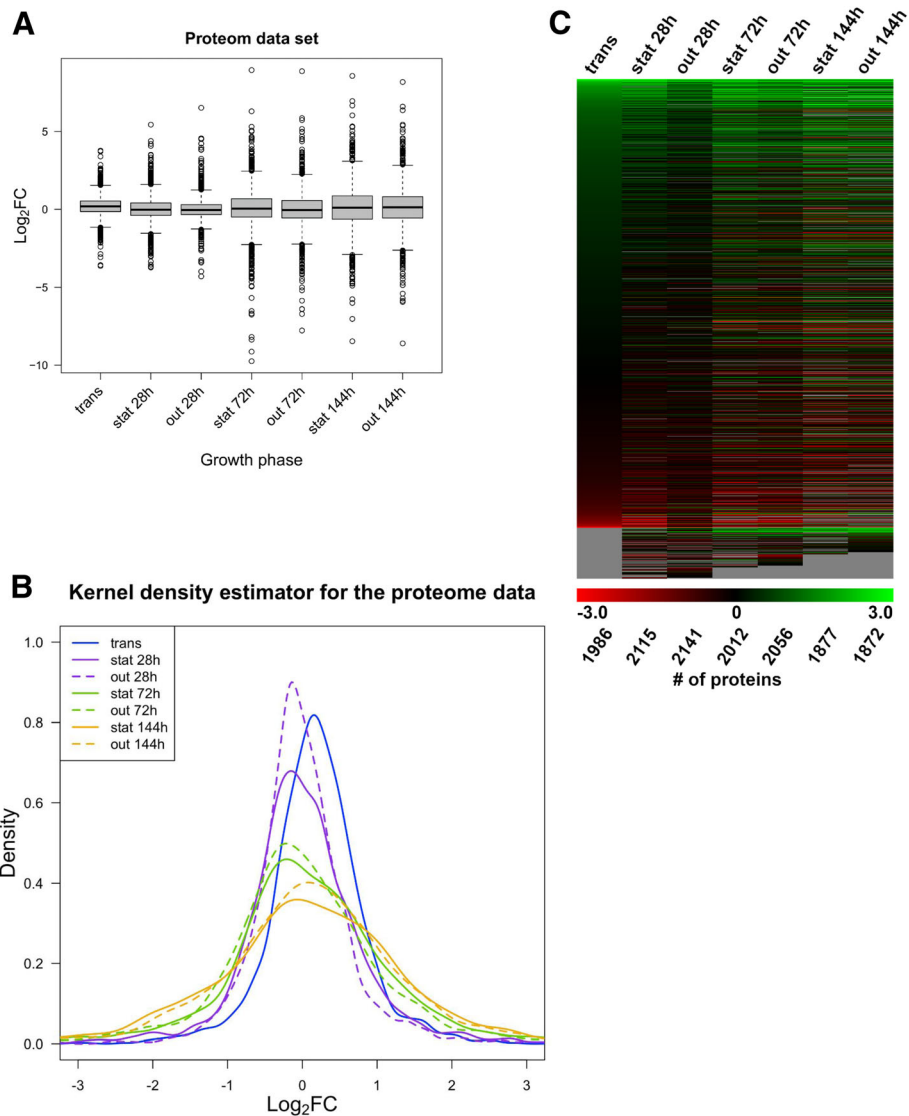 A
Proteom data set
Log2FC
5
0
−5
−10
trans
stat 28h
out 28h
stat 72h
out 72h
stat 144h
out 144h
Growth phase
B
Kernel density estimator for the proteome data
trans
stat 28h
out 28h
stat 72h
out 72h
stat 144h
out 144h
Density
1.0
0.8
0.6
0.4
0.2
0.0
-3
-2
-1
0
1
2
3
Log2FC
C
trans
stat 28h
out 28h
stat 72h
out 72h
stat 144h
out 144h
-3.0 0 3.0
1986
2115
2141
2012
2056
1877
1872
# of proteins